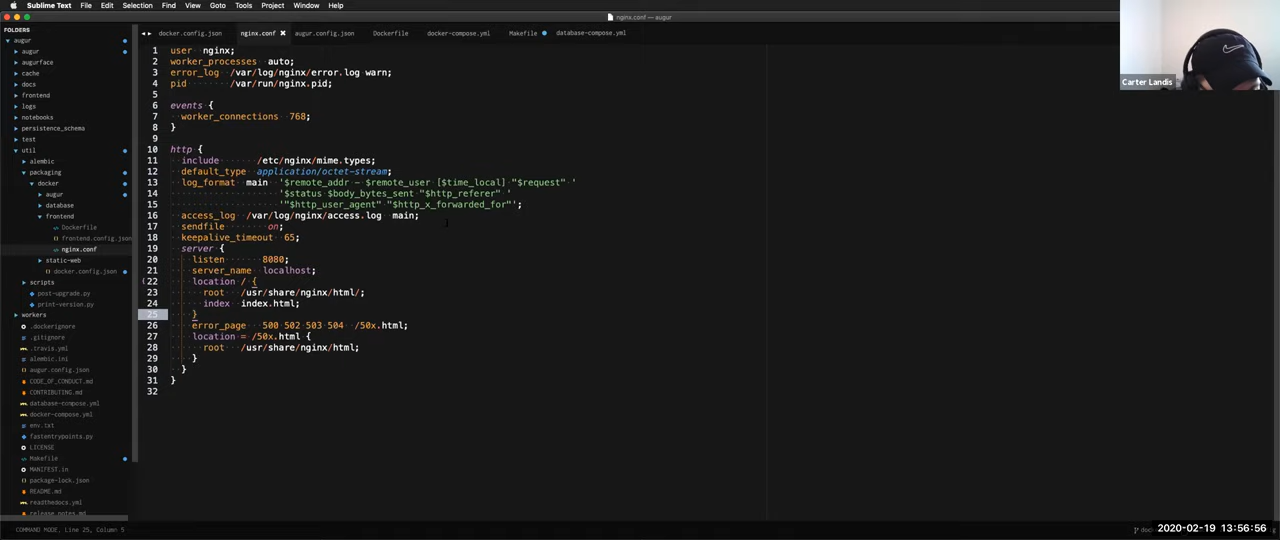 Sublime Text File Edit Selection Find View Goto Tools Project Window Help
nginx.conf — augur
FOLDERS
augur
augur
augurface
cache
docs
frontend
logs
notebooks
persistence_schema
test
util
alembic
packaging
docker
augur
database
frontend
Dockerfile
frontend.config.json
nginx.conf
static-web
docker.config.json
scripts
post-upgrade.py
print-version.py
workers
.dockerignore
.gitignore
.travis.yml
alembic.ini
augur.config.json
CODE_OF_CONDUCT.md
CONTRIBUTING.md
database-compose.yml
docker-compose.yml
env.txt
fastentrypoints.py
LICENSE
Makefile
MANIFEST.in
package-lock.json
README.md
readthedocs.yml
release_notes.md
docker.config.json nginx.conf augur.config.json Dockerfile docker-compose.yml Makefile database-compose.yml
1 user nginx;
2 worker_processes auto;
3 error_log /var/log/nginx/error.log warn;
4 pid /var/run/nginx.pid;
5
6 events {
7 worker_connections 768;
8 }
9
10 http {
11 include /etc/nginx/mime.types;
12 default_type application/octet-stream;
13 log_format main '$remote_addr - $remote_user [$time_local] "$request" '
14 '$status $body_bytes_sent "$http_referer" '
15 '"$http_user_agent" "$http_x_forwarded_for"';
16 access_log /var/log/nginx/access.log main;
17 sendfile on;
18 keepalive_timeout 65;
19 server {
20 listen 8080;
21 server_name localhost;
22 location / {
23 root /usr/share/nginx/html/;
24 index index.html;
25 }
26 error_page 500 502 503 504 /50x.html;
27 location = /50x.html {
28 root /usr/share/nginx/html;
29 }
30 }
31 }
32
Carter Landis
COMMAND MODE, Line 25, Column 5
2020-02-19 13:56:56